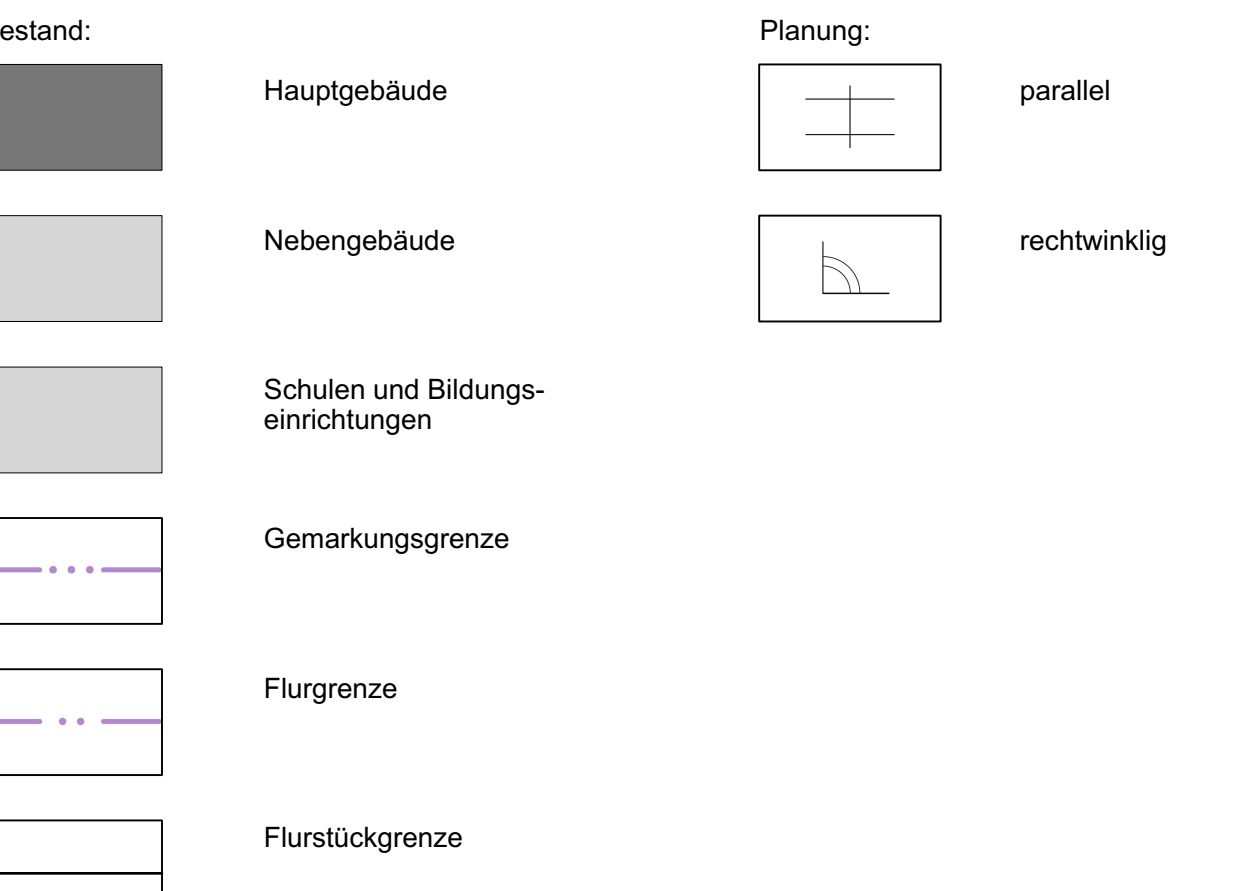 estand:
Hauptgebäude
Nebengebäude
Schulen und Bildungs-
einrichtungen
Gemarkungsgrenze
Flurgrenze
Flurstückgrenze
Planung:
parallel
rechtwinklig